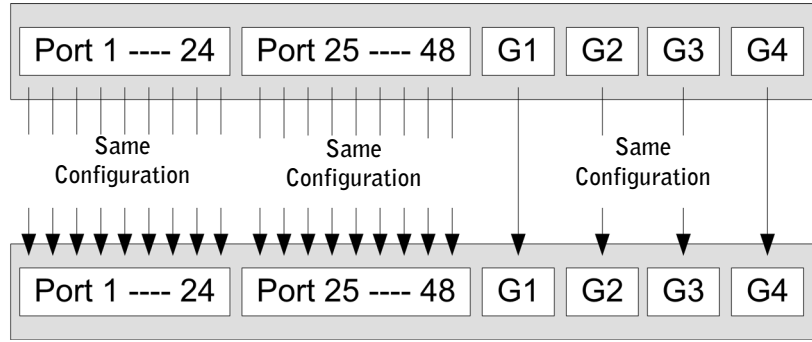 Port 1 ---- 24 Port 25 ---- 48 G1 G2 G3 G4
Same Configuration
Same Configuration
Same Configuration
Port 1 ---- 24 Port 25 ---- 48 G1 G2 G3 G4